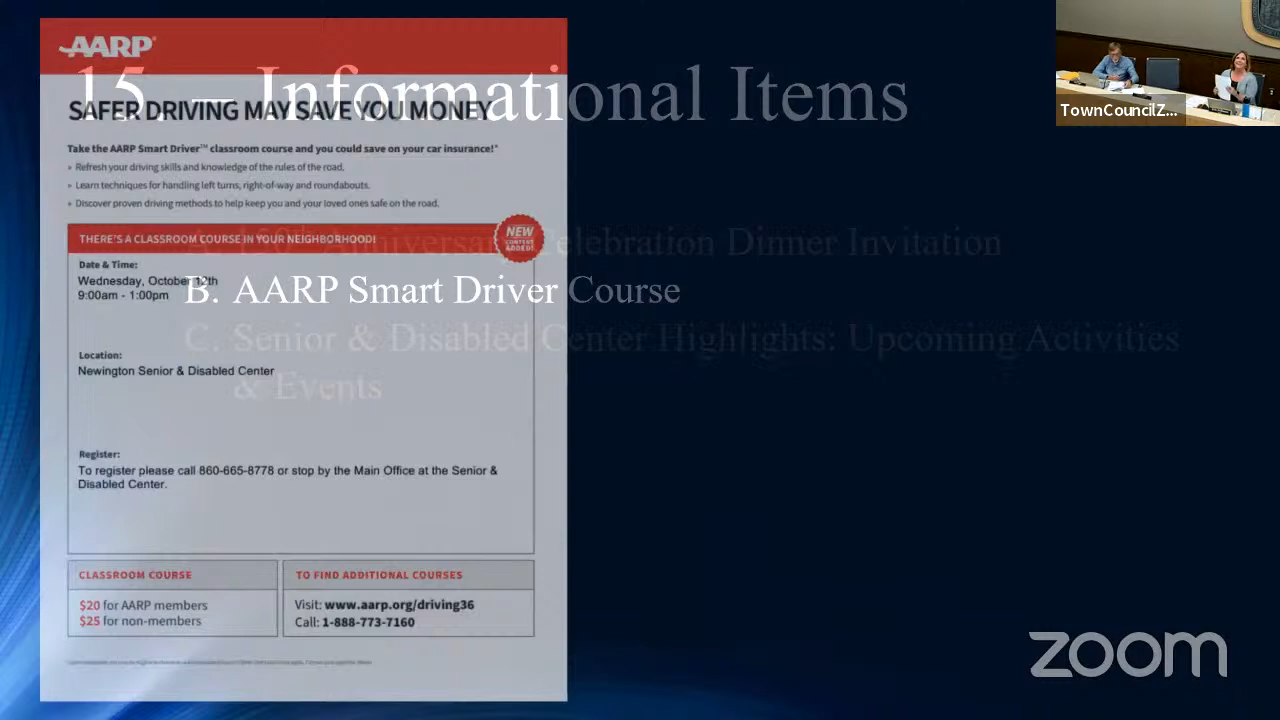 AARP
15. – Informational Items
SAFER DRIVING MAY SAVE YOU MONEY
Take the AARP Smart Driver™ classroom course and you could save on your car insurance!*
» Refresh your driving skills and knowledge of the rules of the road.
» Learn techniques for handling left turns, right-of-way and roundabouts.
» Discover proven driving methods to help keep you and your loved ones safe on the road.
THERE'S A CLASSROOM COURSE IN YOUR NEIGHBORHOOD!
NEW
CONTENT
ADDED!
A. 150th Anniversary Celebration Dinner Invitation
Date & Time:
Wednesday, October 12th
9:00am - 1:00pm
B. AARP Smart Driver Course
C. Senior & Disabled Center Highlights: Upcoming Activities
& Events
Location:
Newington Senior & Disabled Center
Register:
To register please call 860-665-8778 or stop by the Main Office at the Senior &
Disabled Center.
CLASSROOM COURSE
$20 for AARP members
$25 for non-members
TO FIND ADDITIONAL COURSES
Visit: www.aarp.org/driving36
Call: 1-888-773-7160
TownCouncilZ...
zoom